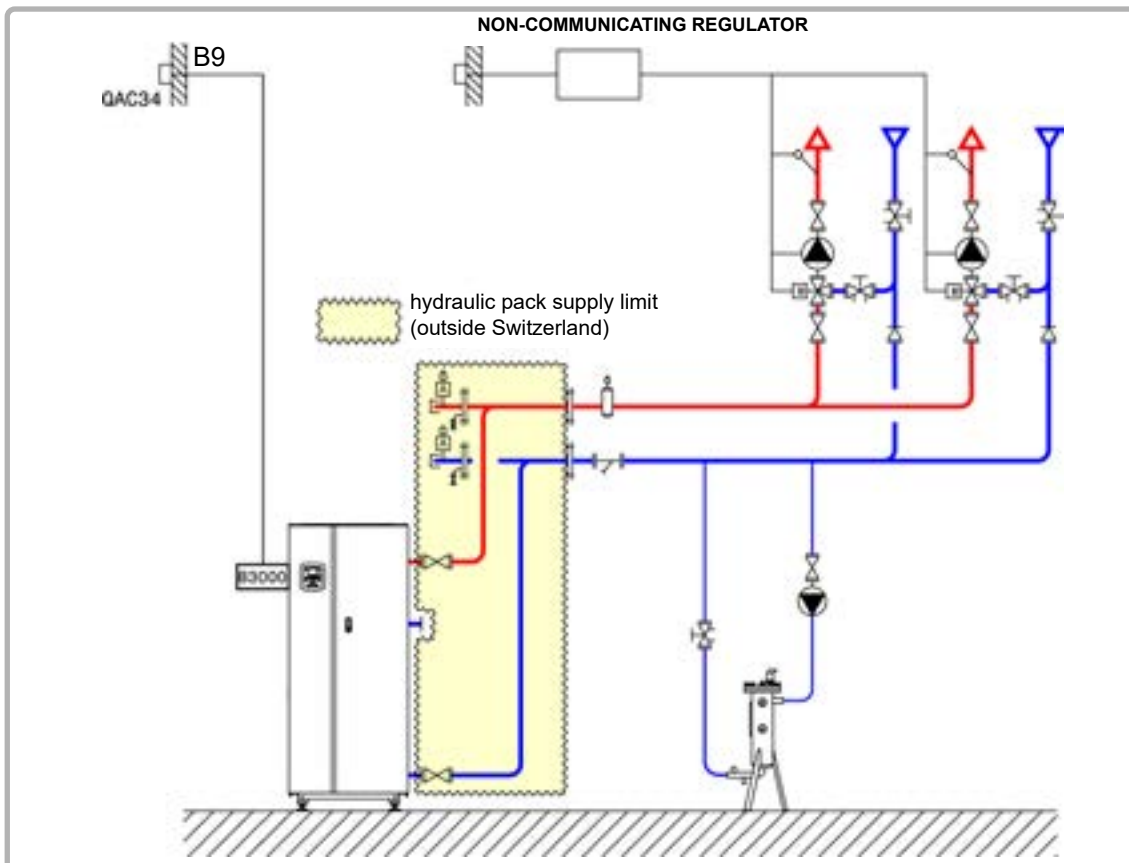 NON-COMMUNICATING REGULATOR
B9
QAC34
hydraulic pack supply limit
(outside Switzerland)
B3000